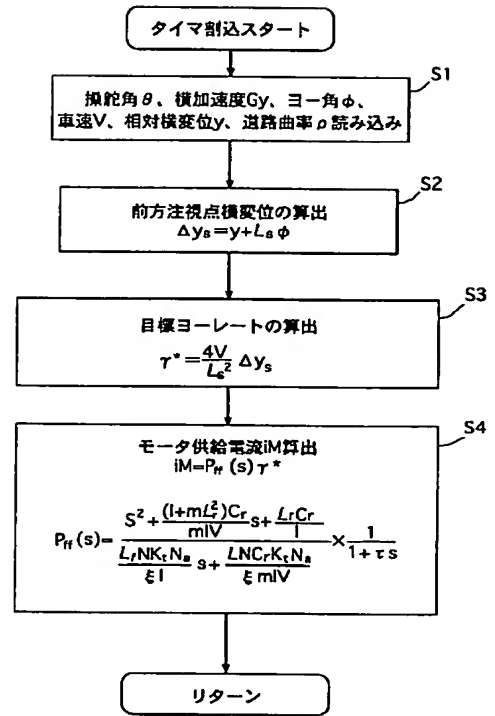 タイマ割込スタート
S1
操舵角θ、横加速度Gy、ヨー角φ、
車速V、相対横変位y、道路曲率ρ読み込み
S2
前方注視点横変位の算出
Δys=y+Lsφ
S3
目標ヨーレートの算出
γ*=4V/Ls² Δys
S4
モータ供給電流iM算出
iM=Pff(s)γ*
Pff(s)= (S²+(I+mLr²)Cr/mIV s+LrCr/I)/(LfNKtNa/ξI s+LNCrKtNa/ξmIV) × 1/(1+τs)
リターン